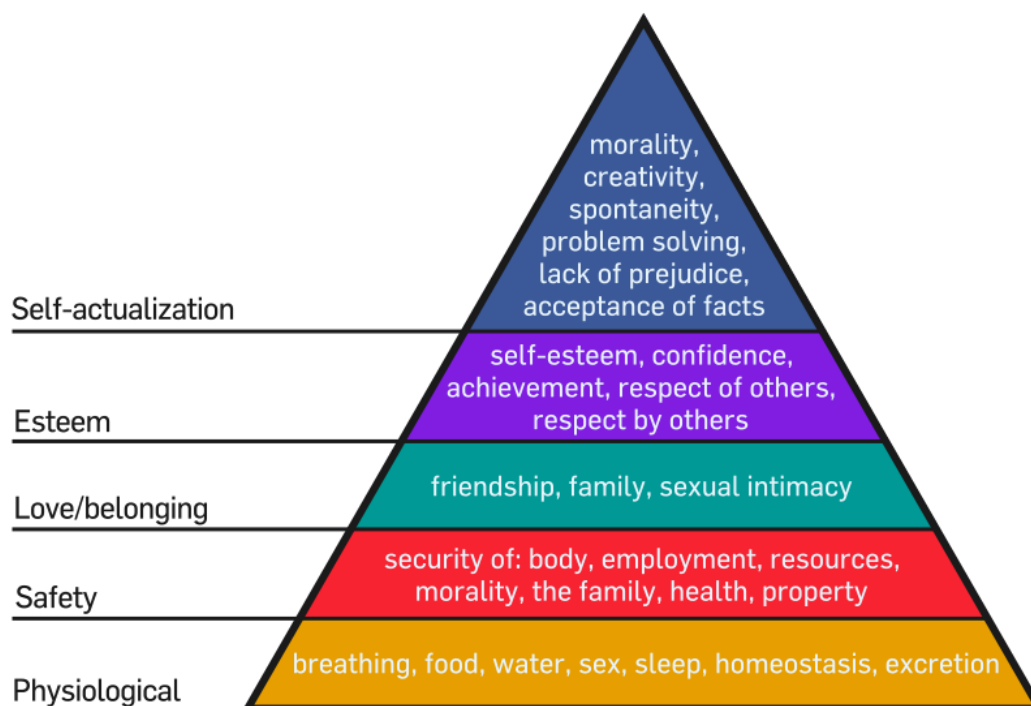 morality,
creativity,
spontaneity,
problem solving,
lack of prejudice,
acceptance of facts
Self-actualization
self-esteem, confidence,
achievement, respect of others,
respect by others
Esteem
friendship, family, sexual intimacy
Love/belonging
security of: body, employment, resources,
morality, the family, health, property
Safety
breathing, food, water, sex, sleep, homeostasis, excretion
Physiological